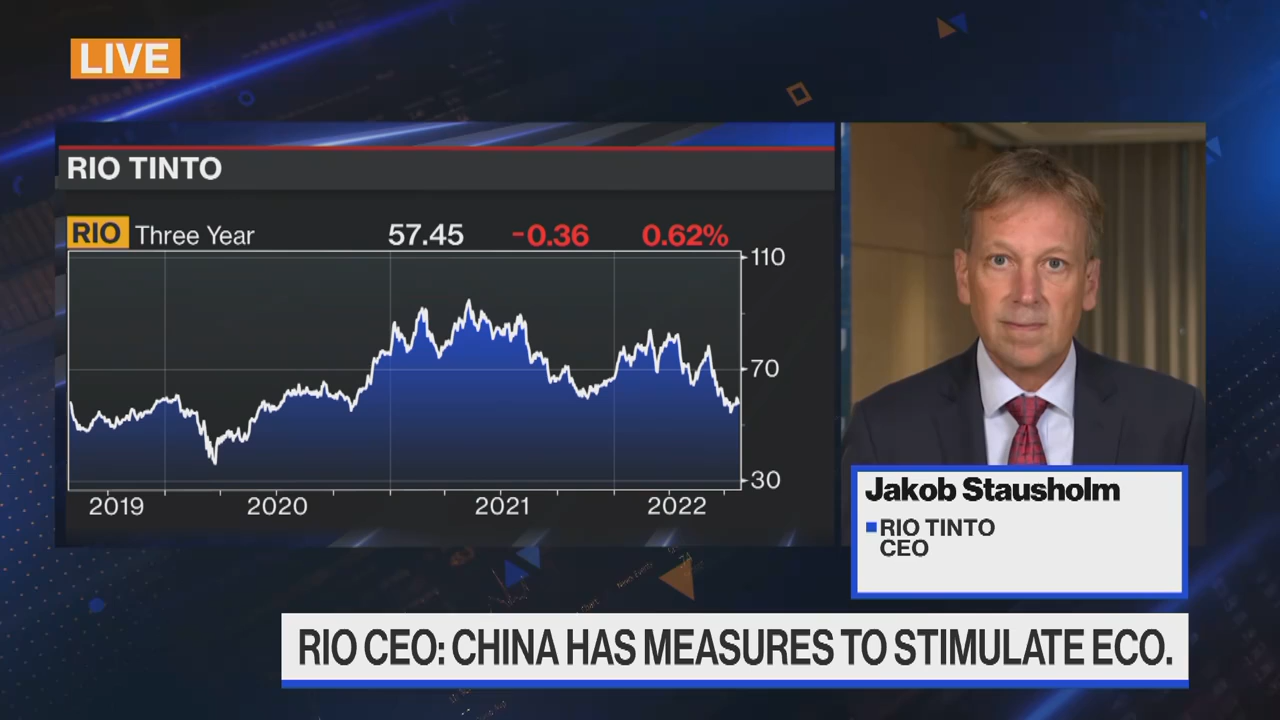 LIVE
RIO TINTO
RIO Three Year 57.45 -0.36 0.62%
110
70
30
2019 2020 2021 2022
Jakob Stausholm
RIO TINTO
CEO
RIO CEO: CHINA HAS MEASURES TO STIMULATE ECO.